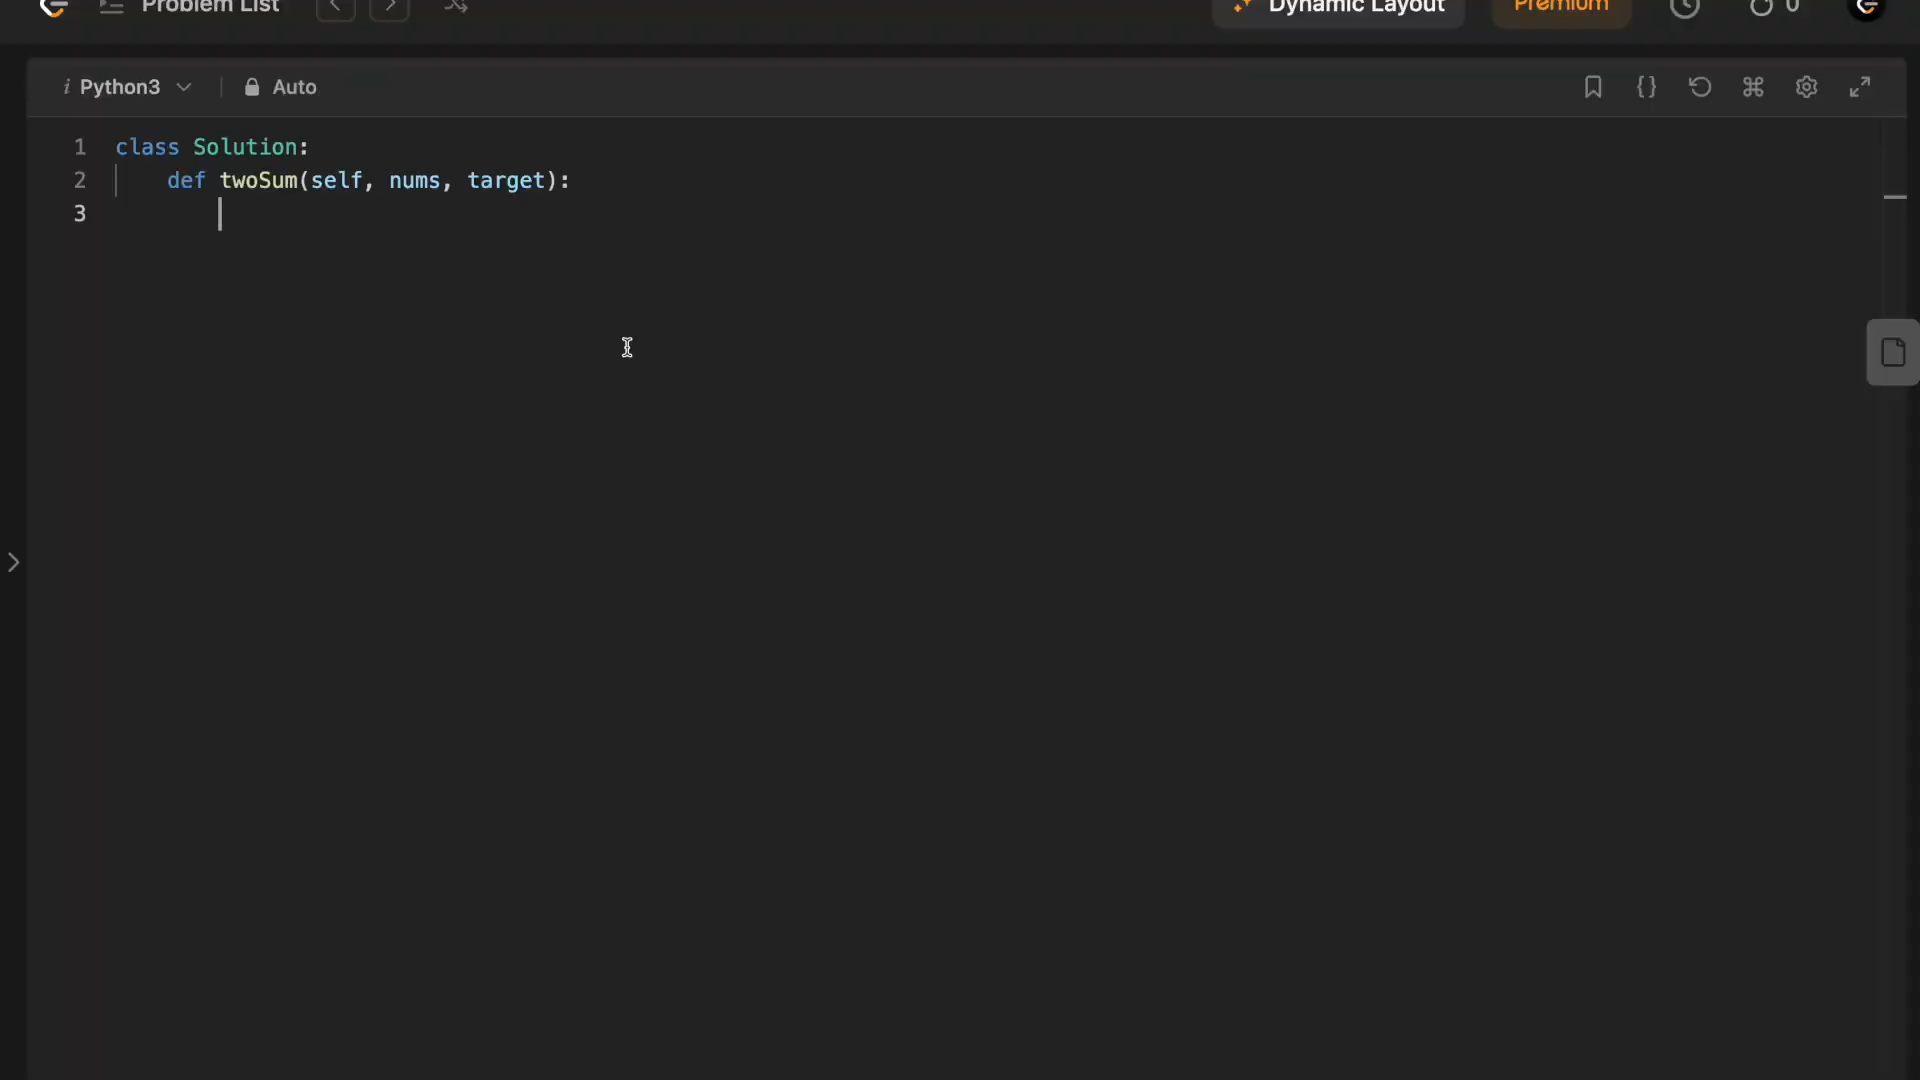 Problem List
Dynamic Layout
Premium
0
Python3
Auto
1 class Solution:
2 def twoSum(self, nums, target):
3